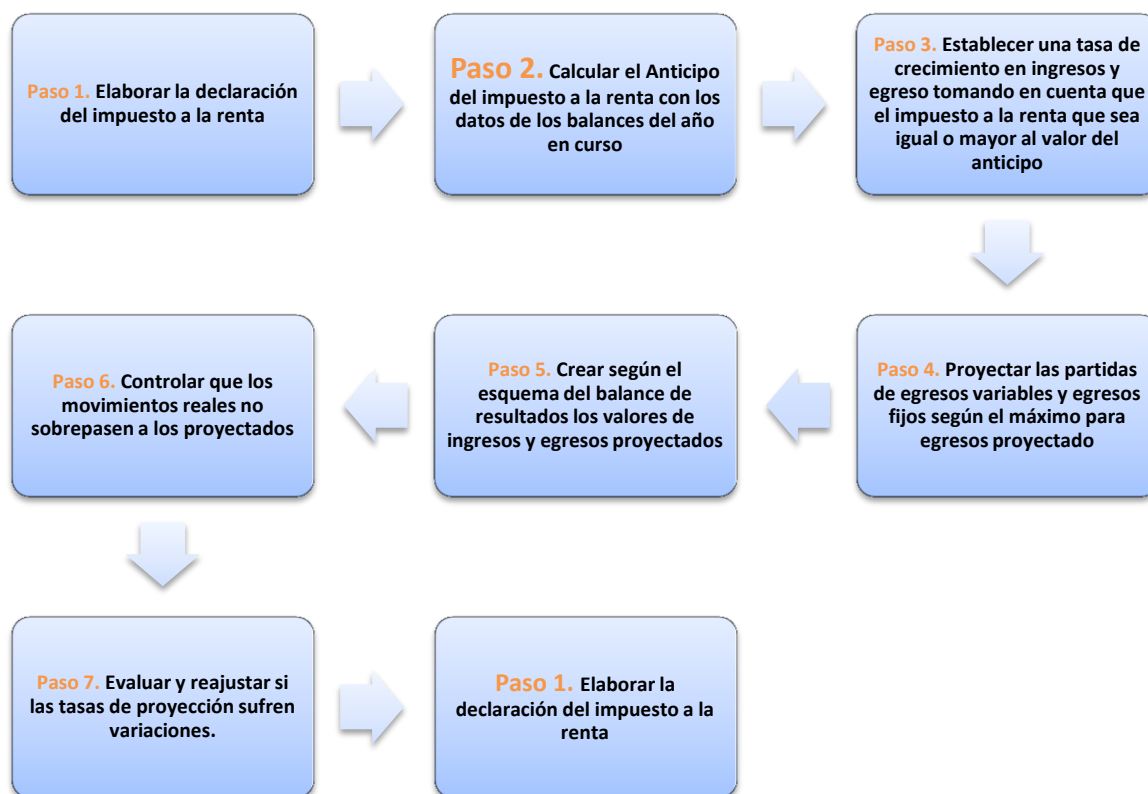 Paso 1. Elaborar la declaración
del impuesto a la renta
Paso 2. Calcular el Anticipo
del impuesto a la renta con los
datos de los balances del año
en curso
Paso 3. Establecer una tasa de
crecimiento en ingresos y
egreso tomando en cuenta que
el impuesto a la renta que sea
igual o mayor al valor del
anticipo
Paso 4. Proyectar las partidas
de egresos variables y egresos
fijos según el máximo para
egresos proyectado
Paso 5. Crear según el
esquema del balance de
resultados los valores de
ingresos y egresos proyectados
Paso 6. Controlar que los
movimientos reales no
sobrepasen a los proyectados
Paso 7. Evaluar y reajustar si
las tasas de proyección sufren
variaciones.
Paso 1. Elaborar la
declaración del impuesto a la
renta